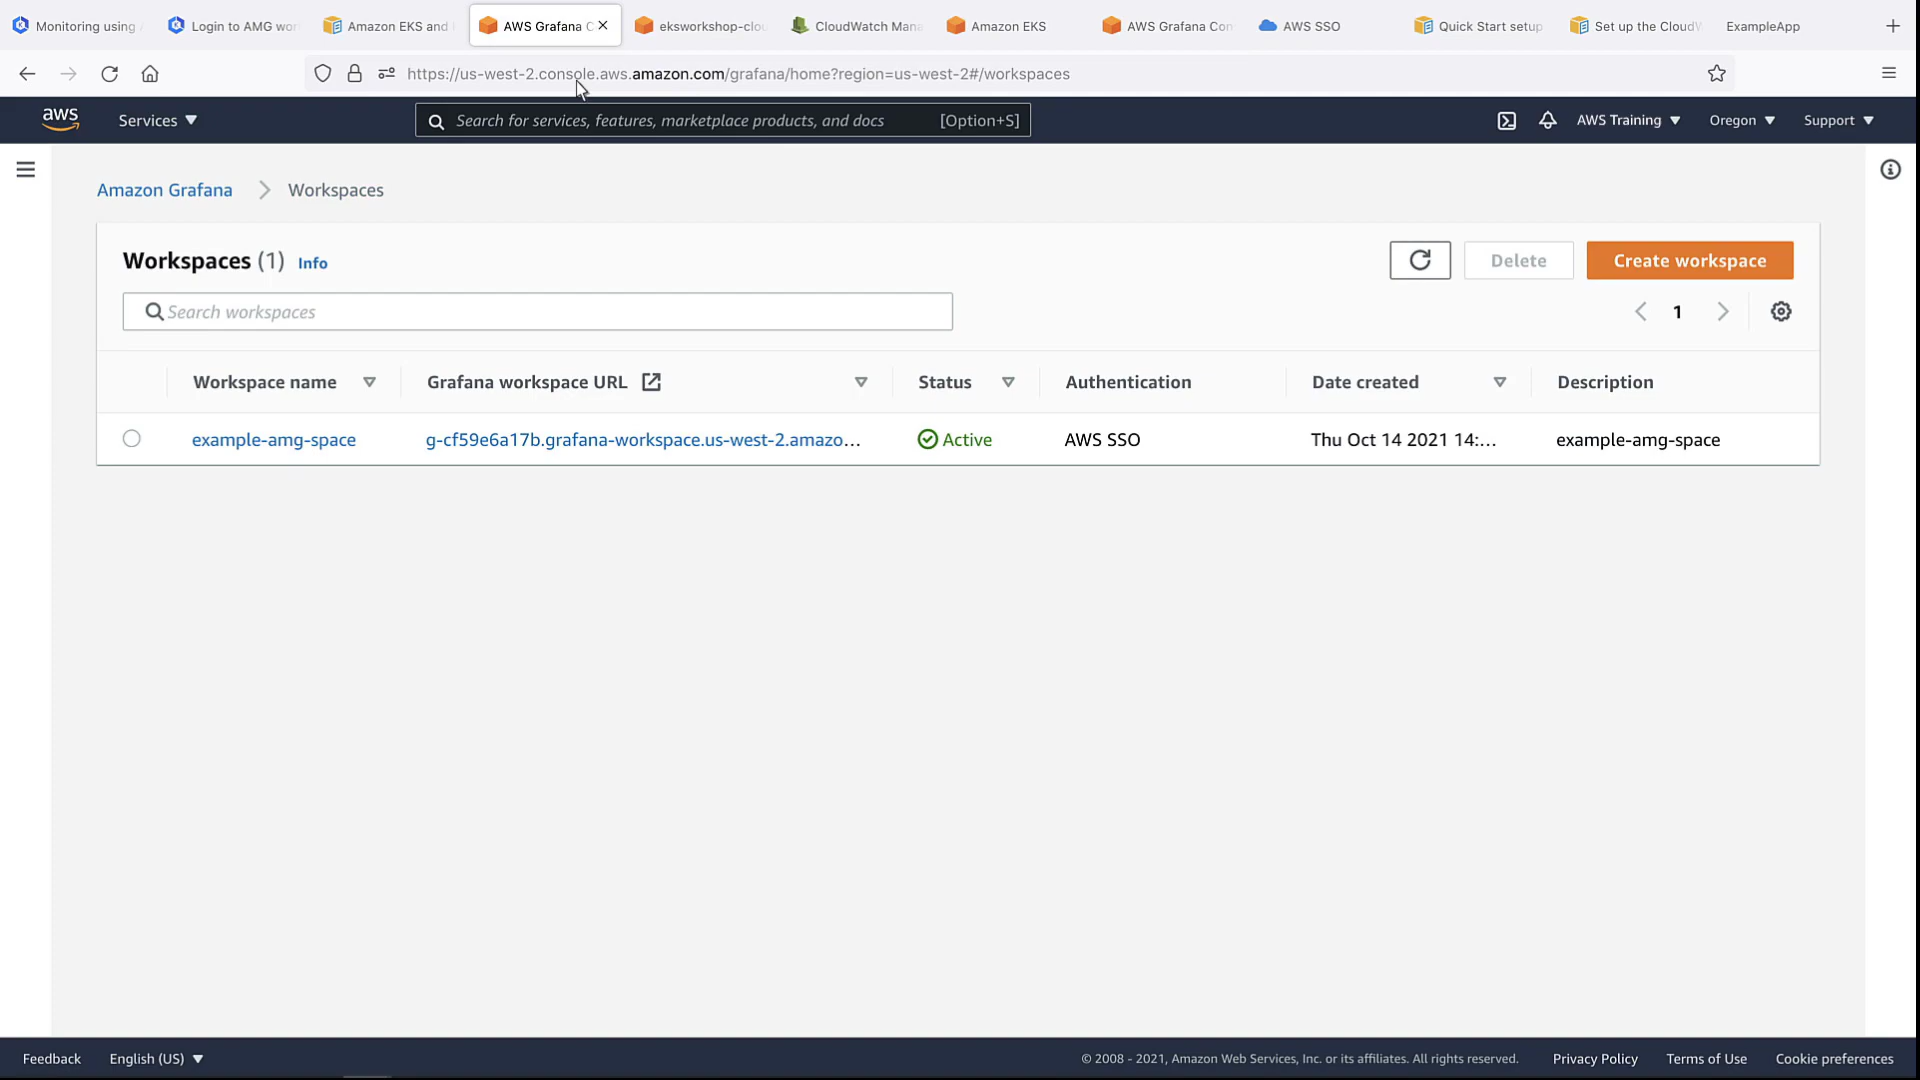 Monitoring using
Login to AMG wor
Amazon EKS and
AWS Grafana C
eksworkshop-clo
CloudWatch Mana
Amazon EKS
AWS Grafana Con
AWS SSO
Quick Start setup
Set up the CloudW
ExampleApp
https://us-west-2.console.aws.amazon.com/grafana/home?region=us-west-2#/workspaces
aws
Services
Search for services, features, marketplace products, and docs [Option+S]
AWS Training
Oregon
Support
Amazon Grafana
Workspaces
Workspaces (1) Info
Delete
Create workspace
Search workspaces
1
Workspace name
Grafana workspace URL
Status
Authentication
Date created
Description
example-amg-space
g-cf59e6a17b.grafana-workspace.us-west-2.amazo...
Active
AWS SSO
Thu Oct 14 2021 14:...
example-amg-space
Feedback
English (US)
© 2008 - 2021, Amazon Web Services, Inc. or its affiliates. All rights reserved.
Privacy Policy
Terms of Use
Cookie preferences